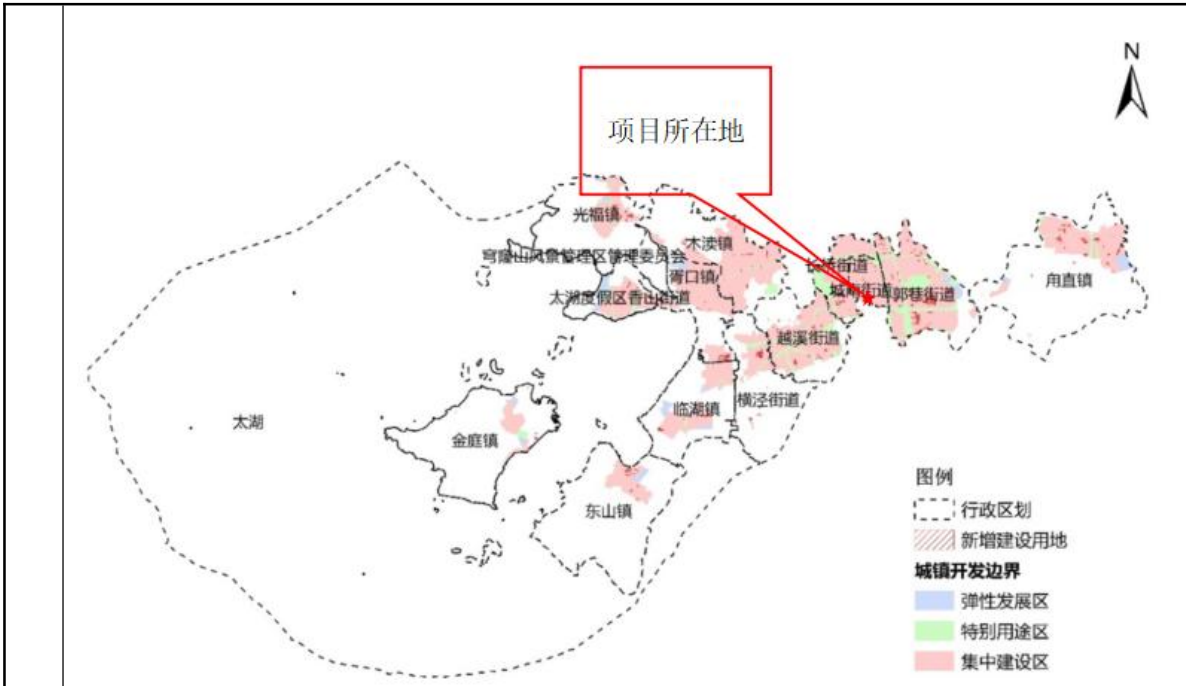 N
项目所在地
光福镇
木渎镇
穹窿山风景管理区管理委员会
胥口镇
太湖度假区香山街道
长桥街道
城南街道
郭巷街道
甪直镇
越溪街道
横泾街道
临湖镇
太湖
金庭镇
东山镇
图例
行政区划
新增建设用地
城镇开发边界
弹性发展区
特别用途区
集中建设区